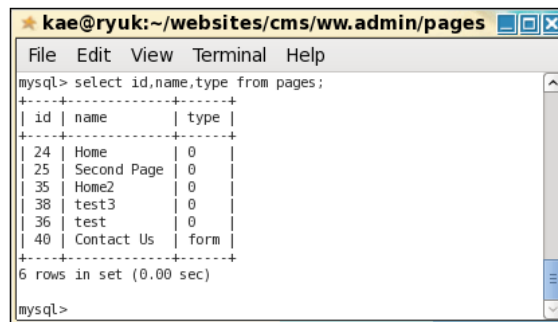 kae@ryuk:~/websites/cms/ww.admin/pages
File Edit View Terminal Help
mysql> select id,name,type from pages;
+----+-------------+------+
| id | name        | type |
+----+-------------+------+
| 24 | Home        | 0    |
| 25 | Second Page | 0    |
| 35 | Home2       | 0    |
| 38 | test3       | 0    |
| 36 | test        | 0    |
| 40 | Contact Us  | form |
+----+-------------+------+
6 rows in set (0.00 sec)
mysql>